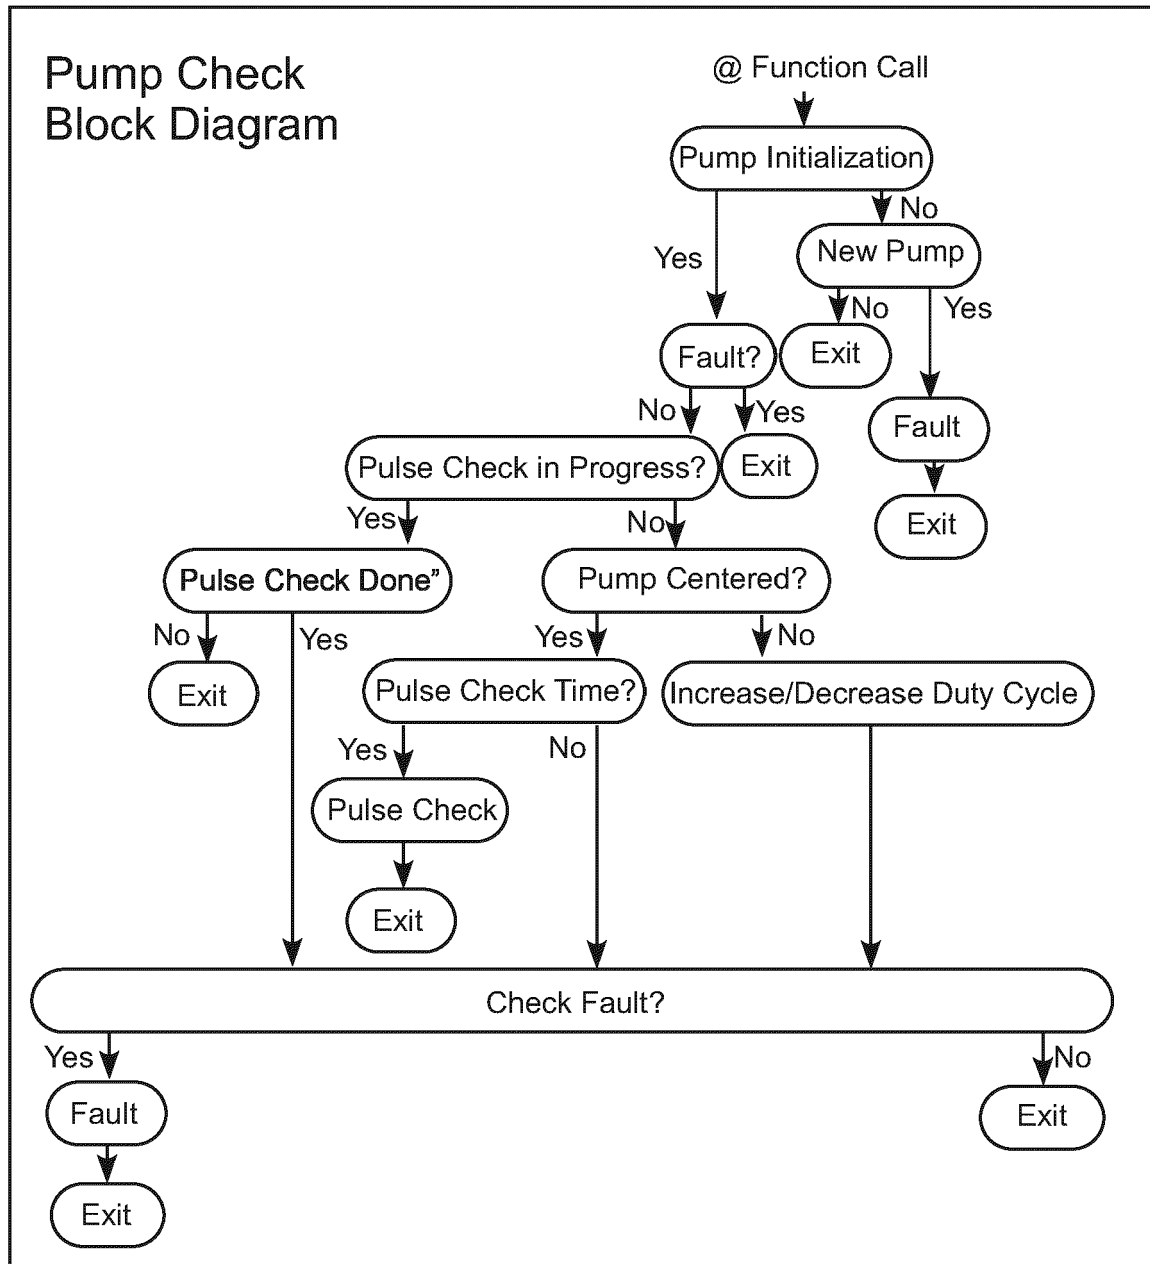 Pump Check
Block Diagram
@ Function Call
Pump Initialization
No
Yes
New Pump
No
Yes
Fault?
Exit
No
Yes
Fault
Pulse Check in Progress?
Exit
Yes
No
Exit
Pulse Check Done”
Pump Centered?
No
Yes
Yes
No
Exit
Pulse Check Time?
Increase/Decrease Duty Cycle
Yes
No
Pulse Check
Exit
Check Fault?
Yes
No
Fault
Exit
Exit